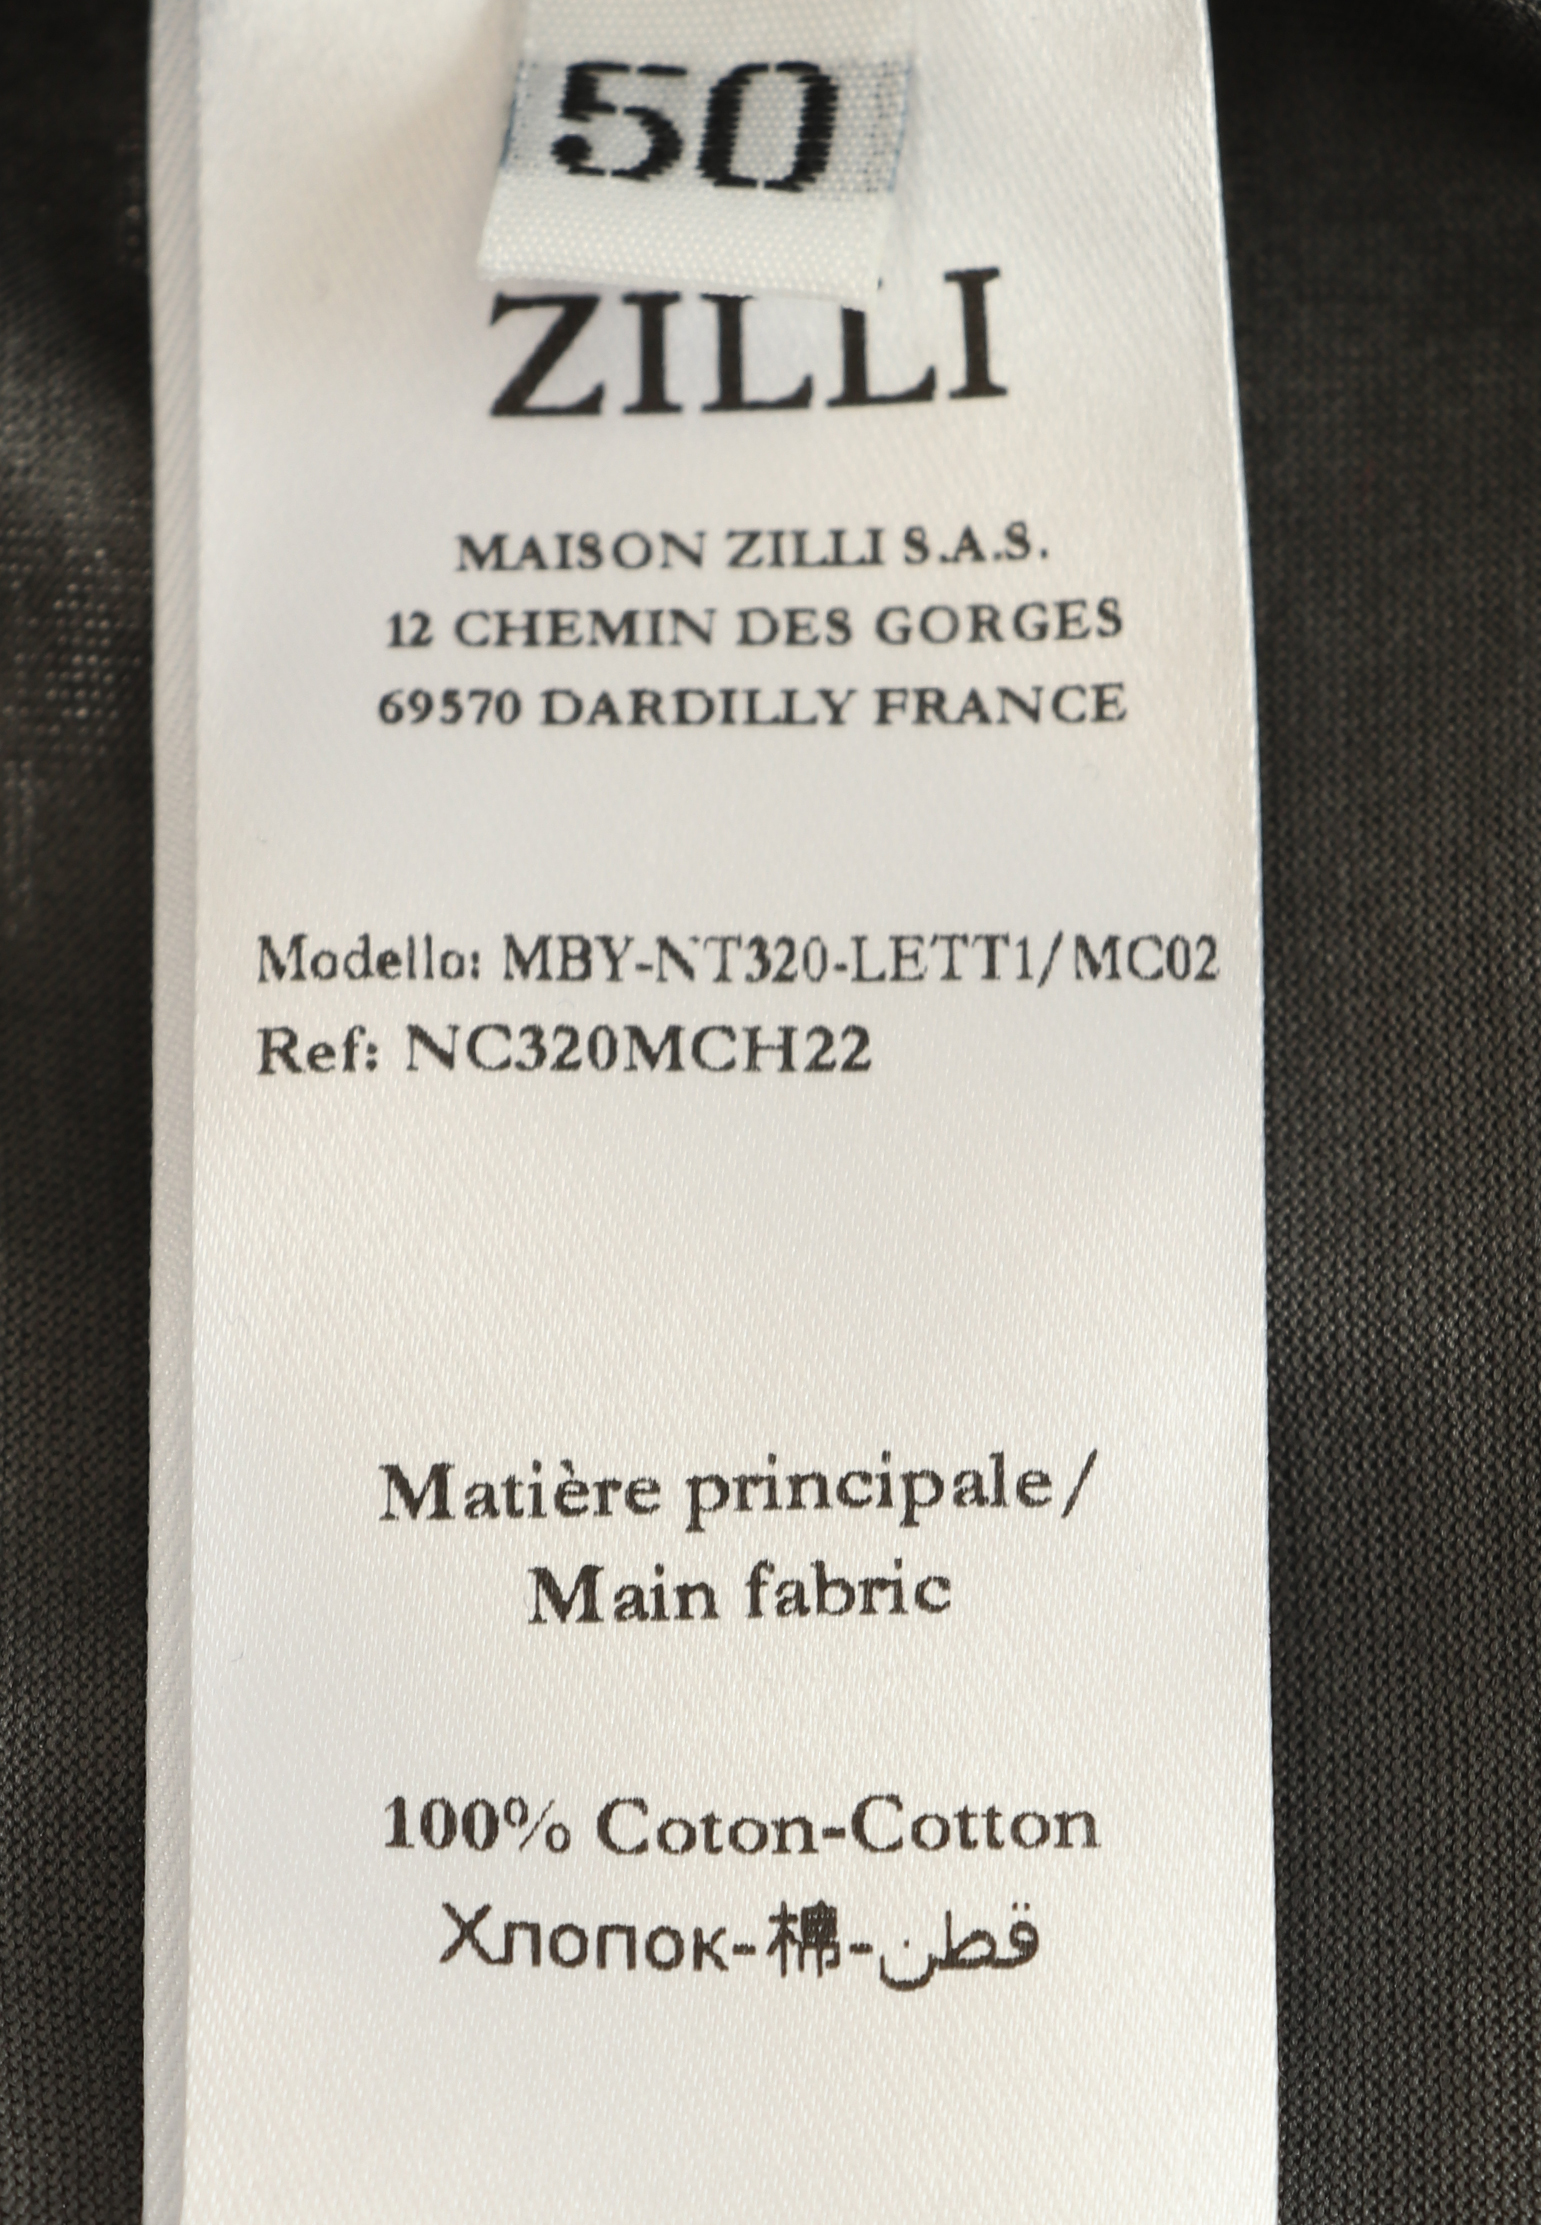 50
ZILLI
MAISON ZILLI S.A.S.
12 CHEMIN DES GORGES
69570 DARDILLY FRANCE
Modello: MBY-NT320-LETT1/MC02
Ref: NC320MCH22
Matière principale/
Main fabric
100% Coton-Cotton
Хлопок-棉-قطن